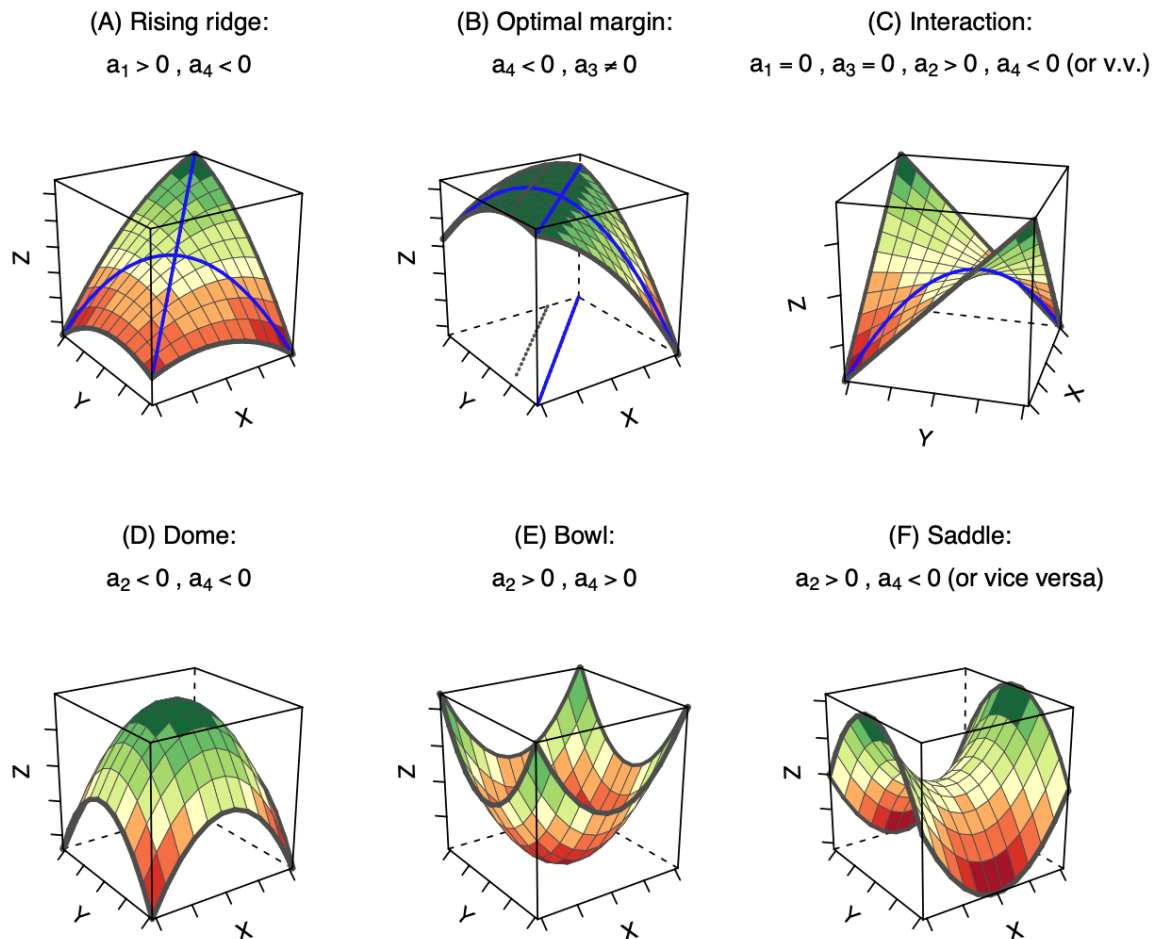 (A) Rising ridge:
a₁ > 0 , a₄ < 0
(B) Optimal margin:
a₄ < 0 , a₃ ≠ 0
(C) Interaction:
a₁ = 0 , a₃ = 0 , a₂ > 0 , a₄ < 0 (or v.v.)
Z
Y
X
Z
Y
X
Z
Y
X
(D) Dome:
a₂ < 0 , a₄ < 0
(E) Bowl:
a₂ > 0 , a₄ > 0
(F) Saddle:
a₂ > 0 , a₄ < 0 (or vice versa)
Z
Y
X
Z
Y
X
Z
Y
X